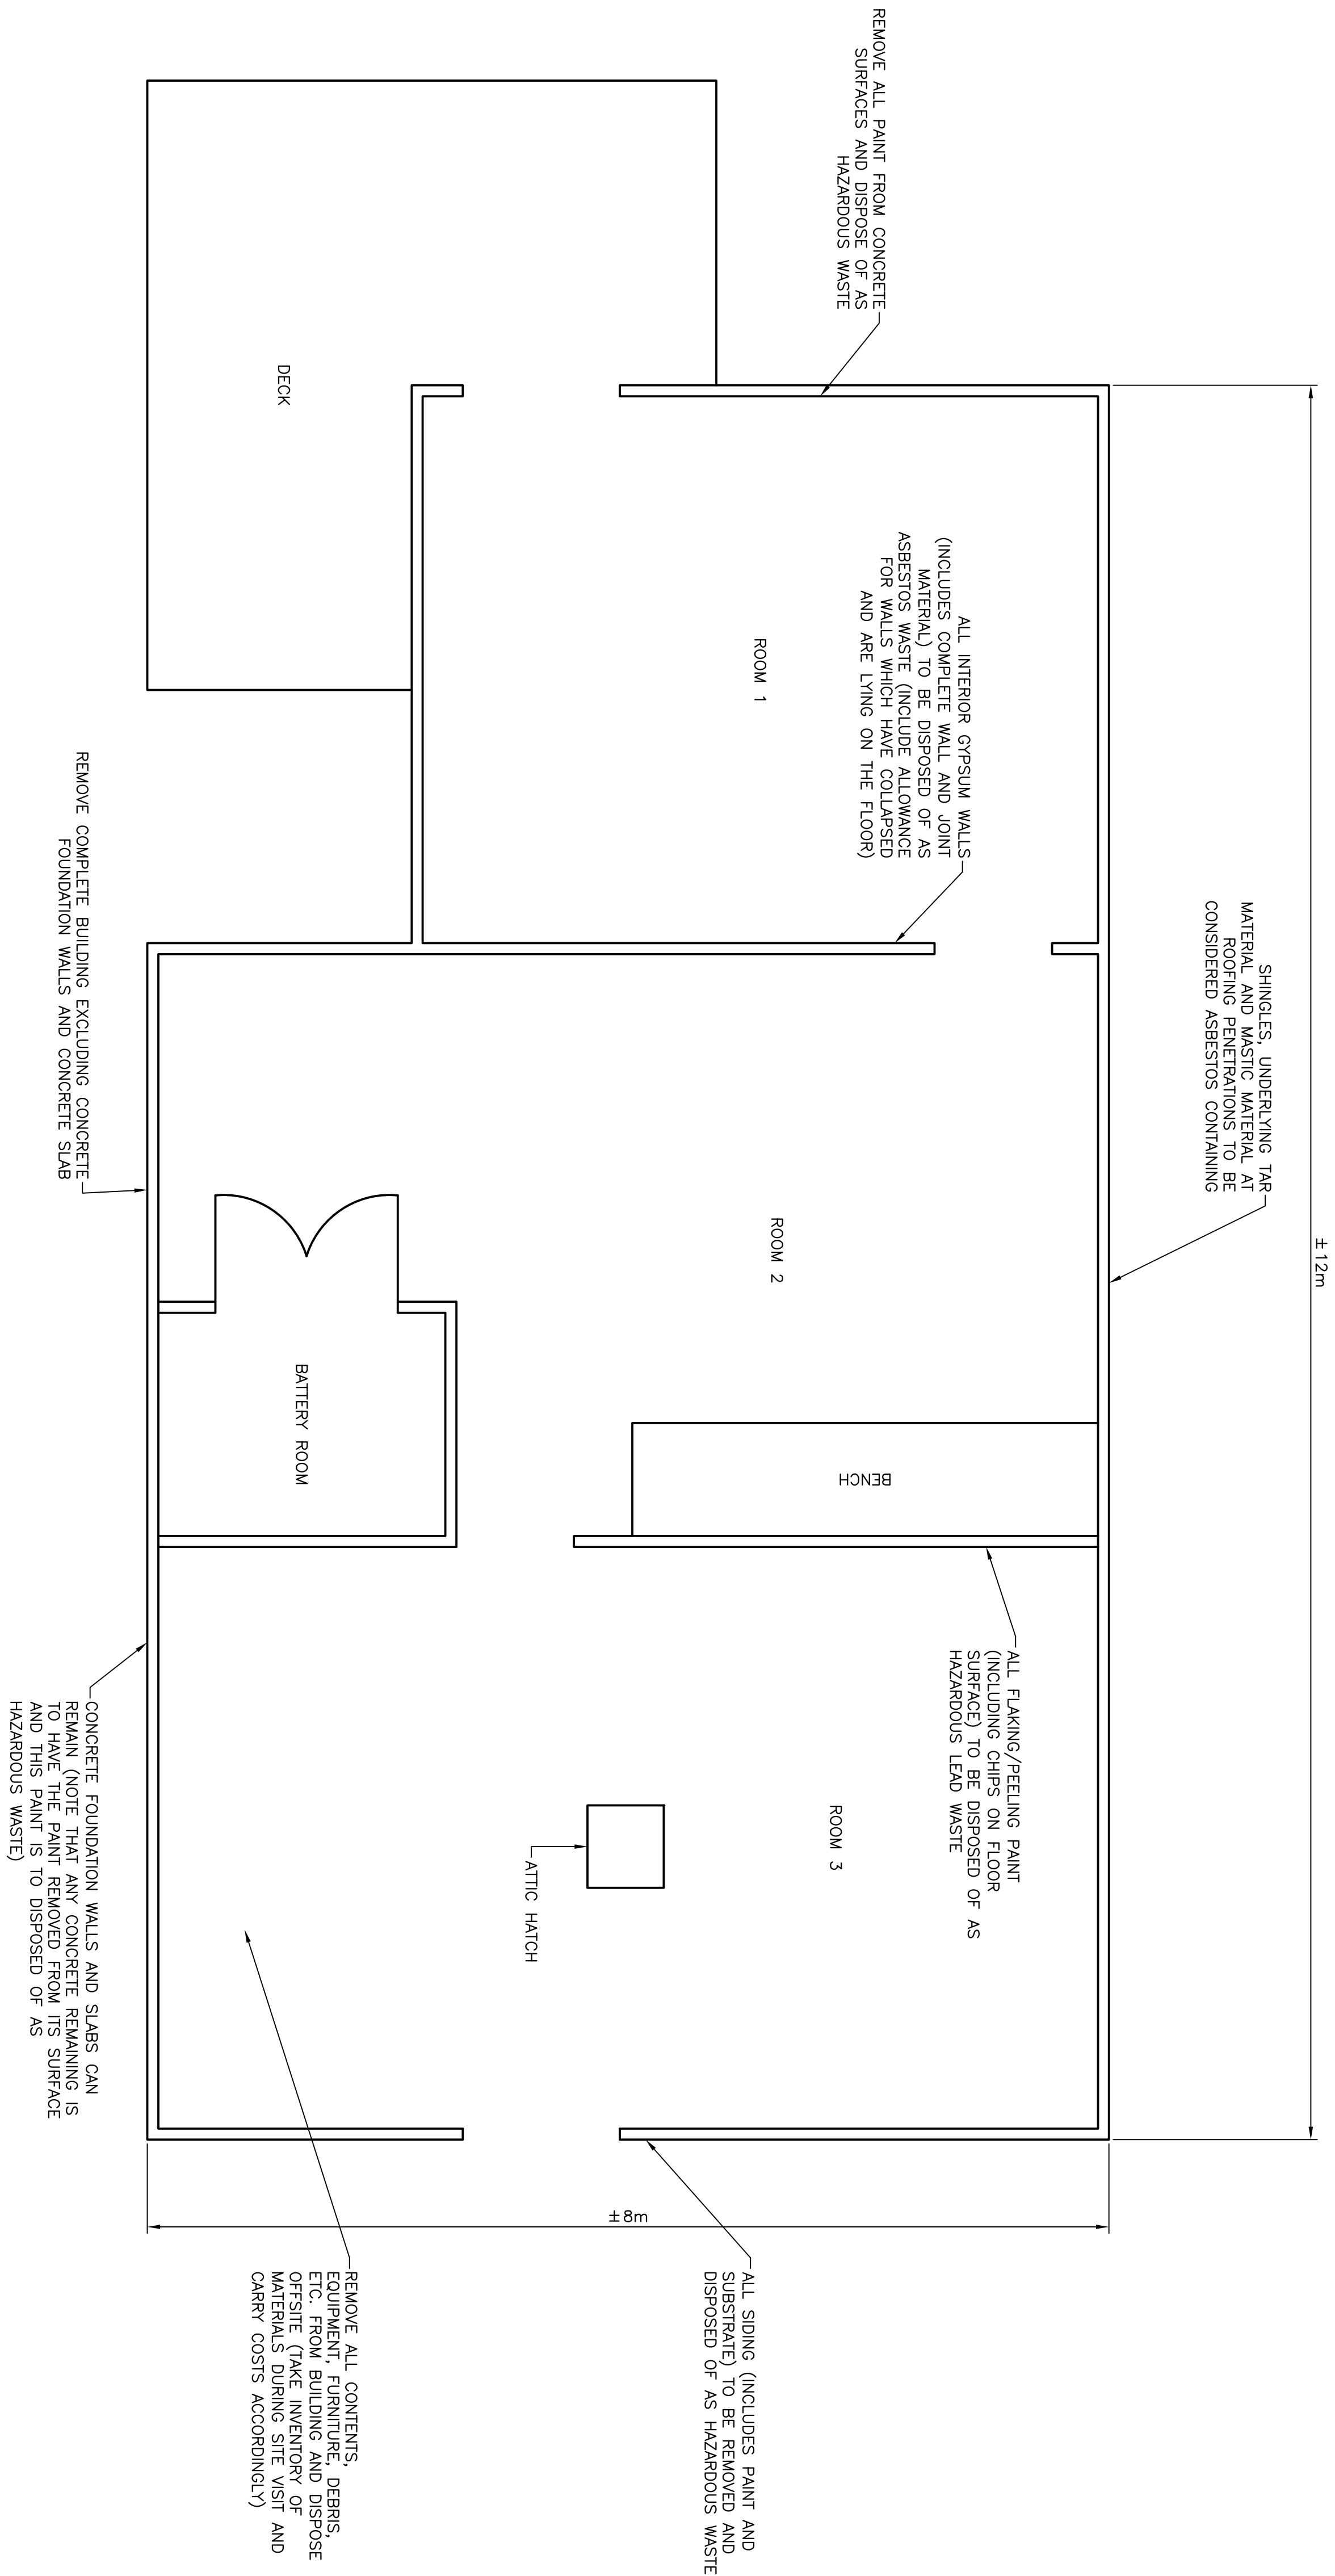 ±12m
SHINGLES, UNDERLYING TAR
MATERIAL AND MASTIC MATERIAL AT
ROOFING PENETRATIONS TO BE
CONSIDERED ASBESTOS CONTAINING
REMOVE ALL PAINT FROM CONCRETE
SURFACES AND DISPOSE OF AS
HAZARDOUS WASTE
ALL INTERIOR GYPSUM WALLS
(INCLUDES COMPLETE WALL AND JOINT
MATERIAL) TO BE DISPOSED OF AS
ASBESTOS WASTE (INCLUDE ALLOWANCE
FOR WALLS WHICH HAVE COLLAPSED
AND ARE LYING ON THE FLOOR)
ALL FLAKING/PEELING PAINT
(INCLUDING CHIPS ON FLOOR
SURFACE) TO BE DISPOSED OF AS
HAZARDOUS LEAD WASTE
ROOM 1
ROOM 2
BENCH
ROOM 3
ATTIC HATCH
±8m
ALL SIDING (INCLUDES PAINT AND
SUBSTRATE) TO BE REMOVED AND
DISPOSED OF AS HAZARDOUS WASTE
DECK
BATTERY ROOM
REMOVE ALL CONTENTS,
EQUIPMENT, FURNITURE, DEBRIS,
ETC. FROM BUILDING AND DISPOSE
OFFSITE (TAKE INVENTORY OF
MATERIALS DURING SITE VISIT AND
CARRY COSTS ACCORDINGLY)
REMOVE COMPLETE BUILDING EXCLUDING CONCRETE
FOUNDATION WALLS AND CONCRETE SLAB
CONCRETE FOUNDATION WALLS AND SLABS CAN
REMAIN (NOTE THAT ANY CONCRETE REMAINING IS
TO HAVE THE PAINT REMOVED FROM ITS SURFACE
AND THIS PAINT IS TO DISPOSED OF AS
HAZARDOUS WASTE)